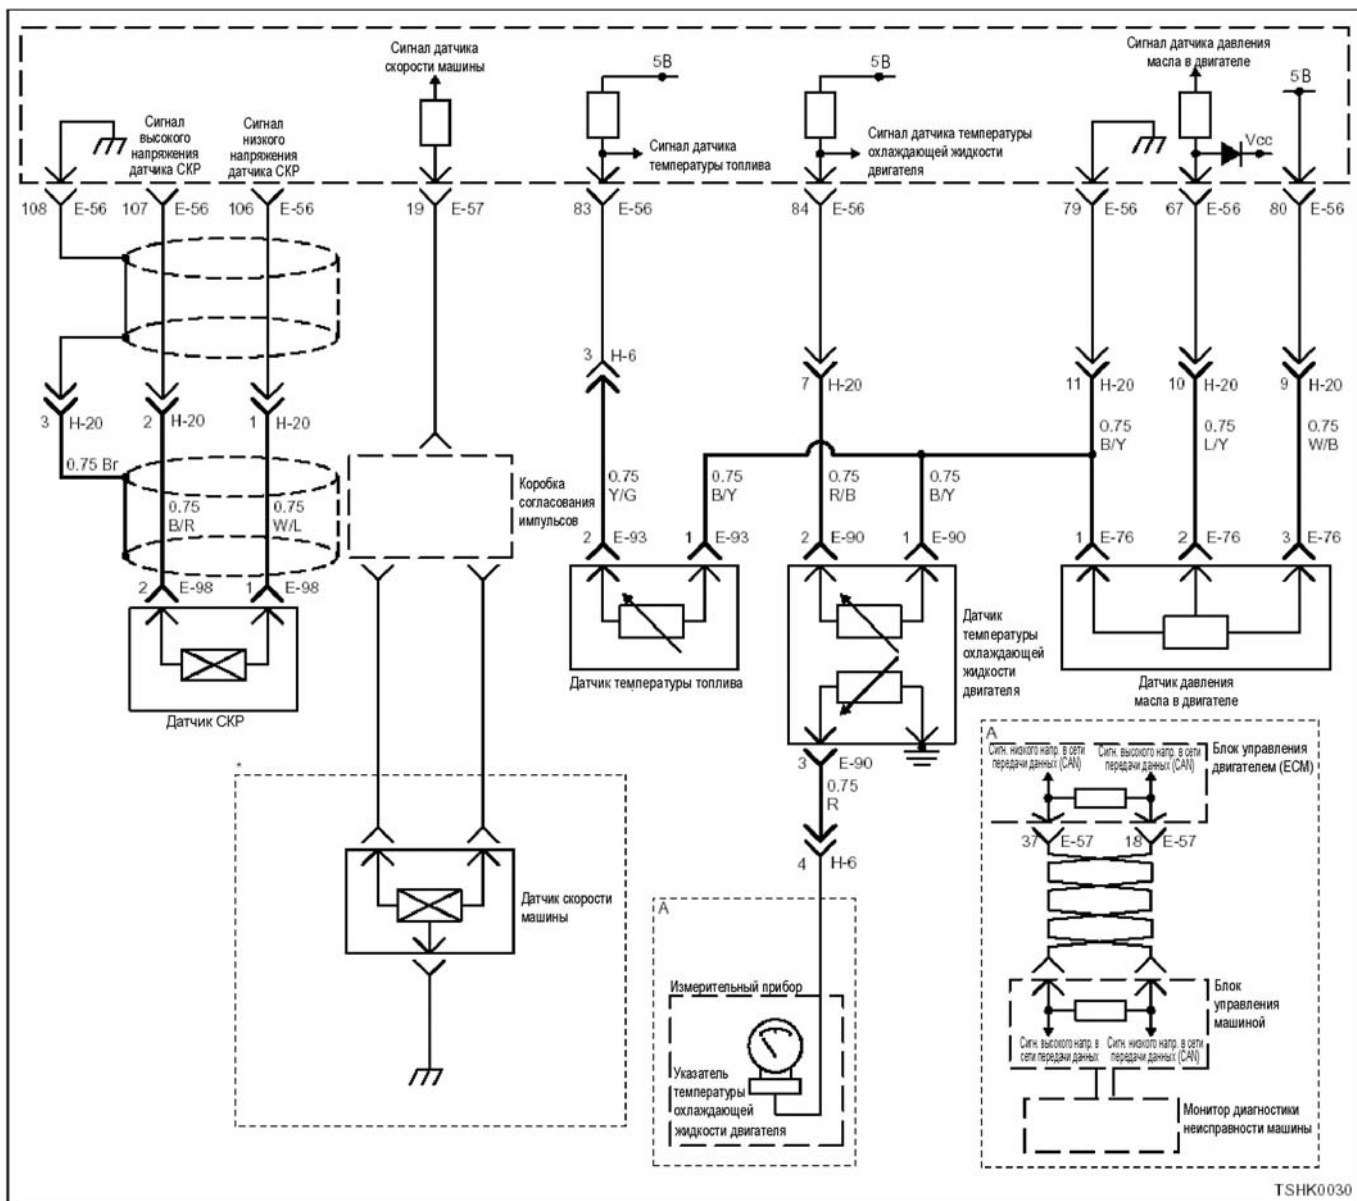 Сигнал датчика
скорости машины
5В
5В
Сигнал датчика давления
масла в двигателе
5В
Сигнал
высокого
напряжения
датчика СКР
Сигнал
низкого
напряжения
датчика СКР
Сигнал датчика
температуры топлива
Сигнал датчика температуры
охлаждающей жидкости
двигателя
Vcc
108 E-56 107 E-56 106 E-56 19 E-57 83 E-56 84 E-56 79 E-56 67 E-56 80 E-56
3 H-6
7 H-20 11 H-20 10 H-20 9 H-20
3 H-20 2 H-20 1 H-20
0.75
B/Y
0.75
L/Y
0.75
W/B
0.75 Br
0.75
B/R
0.75
W/L
Коробка
согласования
импульсов
0.75
Y/G
0.75
B/Y
0.75
R/B
0.75
B/Y
2 E-93 1 E-93 2 E-90 1 E-90 1 E-76 2 E-76 3 E-76
2 E-98 1 E-98
Датчик СКР
Датчик температуры топлива
Датчик
температуры
охлаждающей
жидкости
двигателя
Датчик давления
масла в двигателе
3 E-90
0.75
R
4 H-6
*
Датчик скорости
машины
A
Измерительный прибор
Указатель
температуры
охлаждающей
жидкости двигателя
A
Сигн. низкого напр. в сети
передачи данных (CAN)
Сигн. высокого напр. в сети
передачи данных (CAN)
Блок управления
двигателем (ECM)
37 E-57 18 E-57
Блок
управления
машиной
Сигн. высокого напр. в
сети передачи данных
Сигн. низкого напр. в сети
передачи данных (CAN)
Монитор диагностики
неисправности машины
TSHK0030